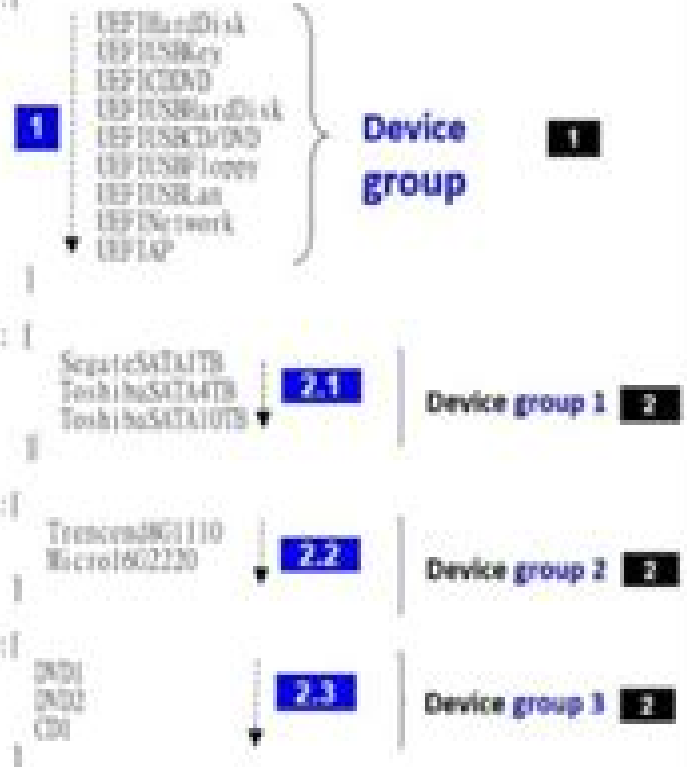 :[
UEFIHardDisk
UEFIUSBKey
UEFICDDVD
UEFIUSBHardDisk
1
UEFIUSBCD/DVD
Device group
1
UEFIUSBFloppy
UEFIUSBLan
UEFINetwork
UEFIAP
]
: [
SegateSATA1TB
ToshibaSATA4TB
ToshibaSATA10TB
2.1
Device group 1
2
]
:[
Trencend8G1110
Micro16G2220
2.2
Device group 2
2
]
:[
DVD1
DVD2
CD1
2.3
Device group 3
2
]